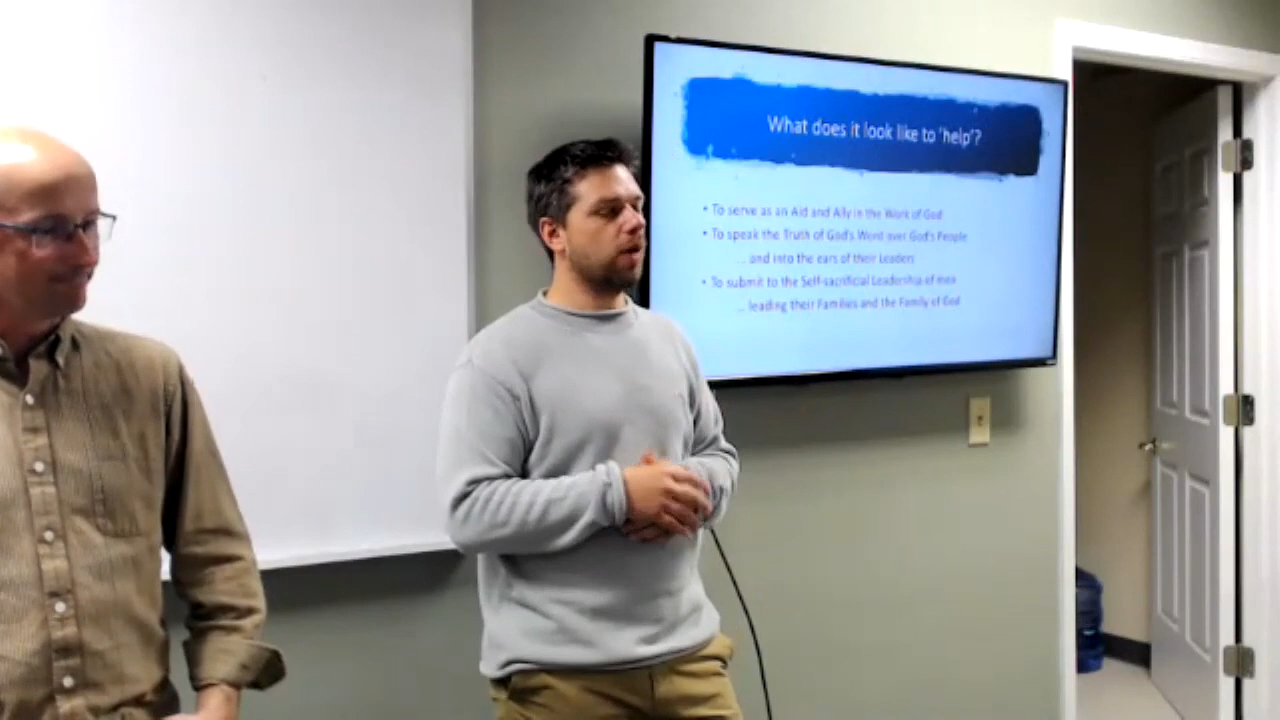 What does it look like to 'help'?
• To serve as an Aid and Ally in the Work of God
• To speak the Truth of God's Word over God's People
... and into the ears of their Leaders
• To submit to the Self-sacrificial Leadership of men
... leading their Families and the Family of God